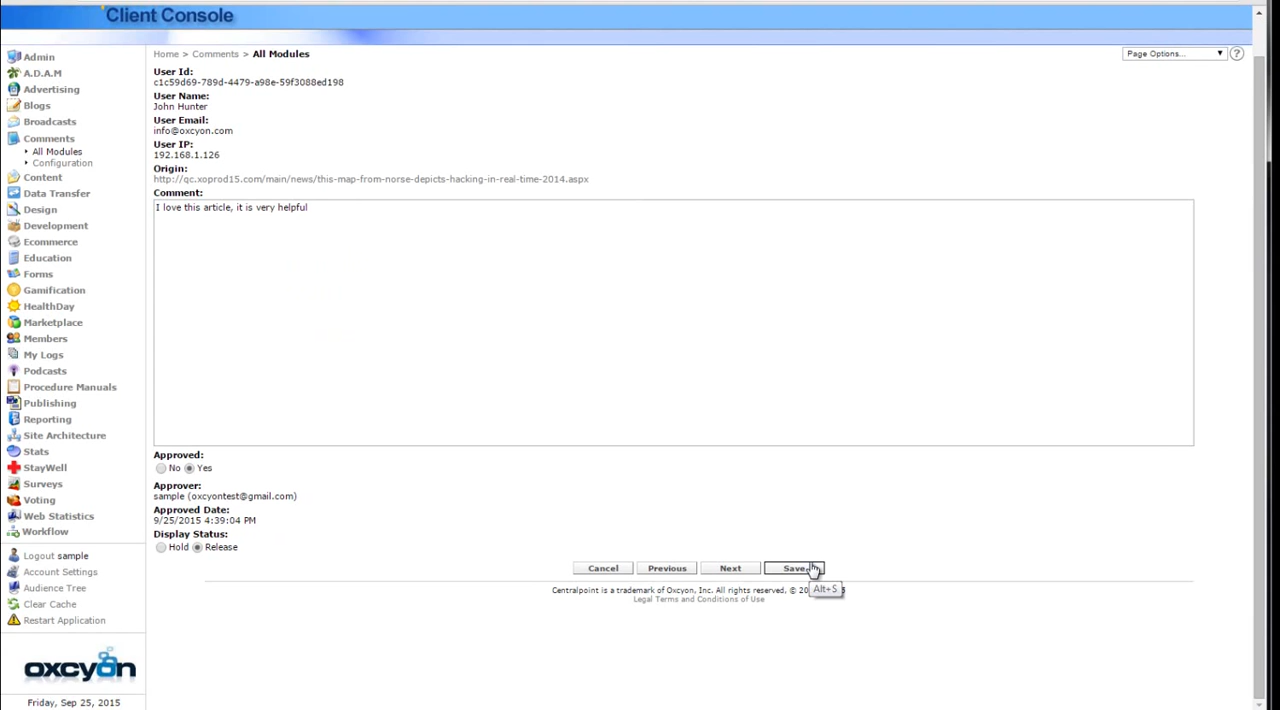 Client Console
Home > Comments > All Modules
Page Options...
?
Admin
A.D.A.M
Advertising
Blogs
Broadcasts
Comments
All Modules
Configuration
Content
Data Transfer
Design
Development
Ecommerce
Education
Forms
Gamification
HealthDay
Marketplace
Members
My Logs
Podcasts
Procedure Manuals
Publishing
Reporting
Site Architecture
Stats
StayWell
Surveys
Voting
Web Statistics
Workflow
Logout sample
Account Settings
Audience Tree
Clear Cache
Restart Application
oxcyon
Friday, Sep 25, 2015
User Id:
c1c59d69-789d-4479-a98e-59f3088ed198
User Name:
John Hunter
User Email:
info@oxcyon.com
User IP:
192.168.1.126
Origin:
http://qc.xoprod15.com/main/news/this-map-from-norse-depicts-hacking-in-real-time-2014.aspx
Comment:
I love this article, it is very helpful
Approved:
No Yes
Approver:
sample (oxcyontest@gmail.com)
Approved Date:
9/25/2015 4:39:04 PM
Display Status:
Hold Release
Cancel Previous Next Save
Alt+S
Centralpoint is a trademark of Oxcyon, Inc. All rights reserved, ©
Legal Terms and Conditions of Use